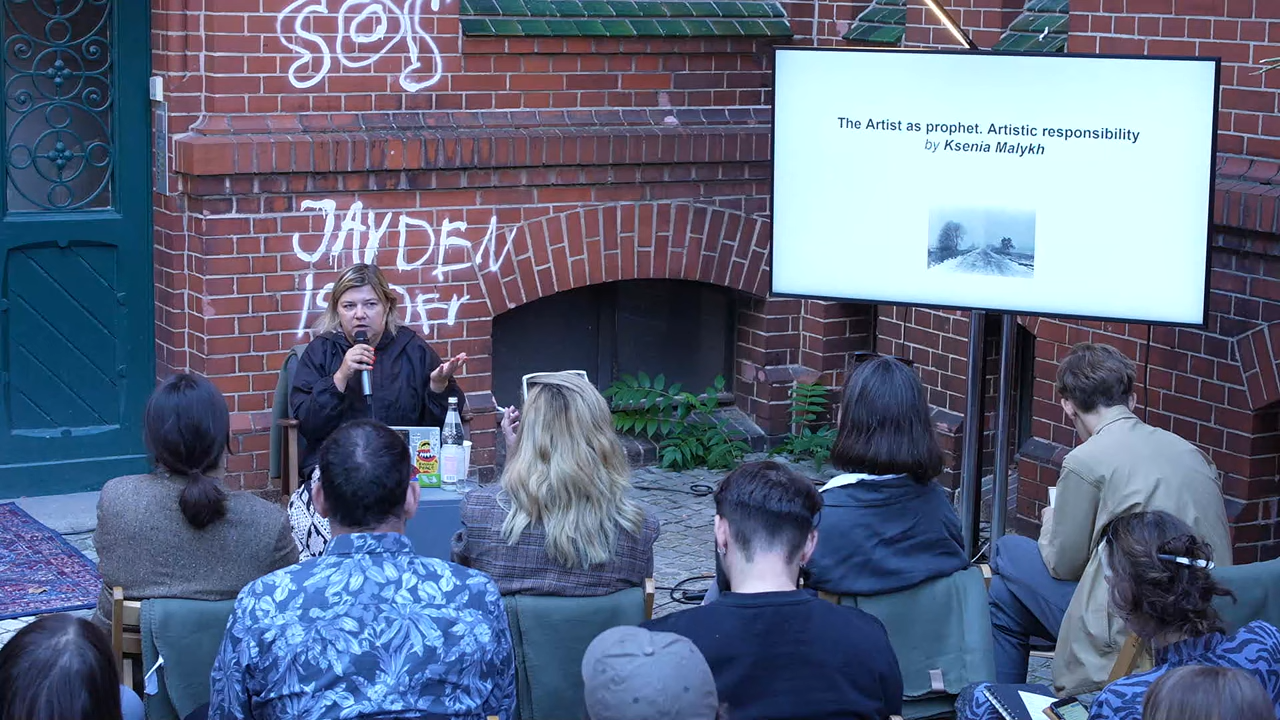 SOS
The Artist as prophet. Artistic responsibility
by Ksenia Malykh
JAYDEN